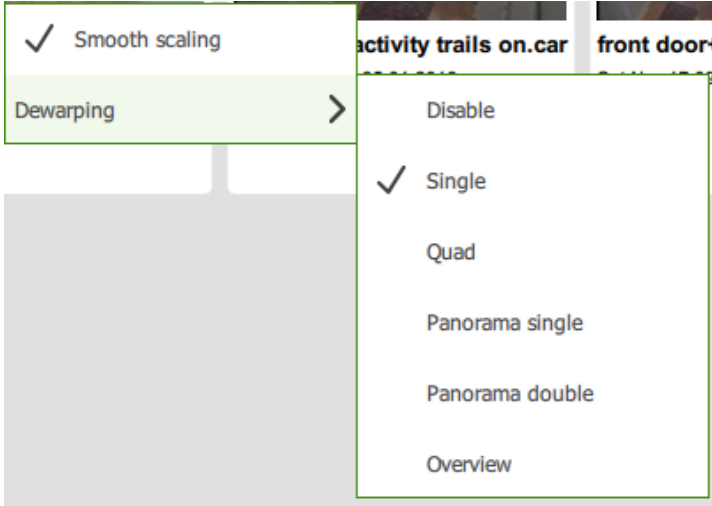 Smooth scaling
activity trails on.car
front door+
Dewarping
Disable
Single
Quad
Panorama single
Panorama double
Overview